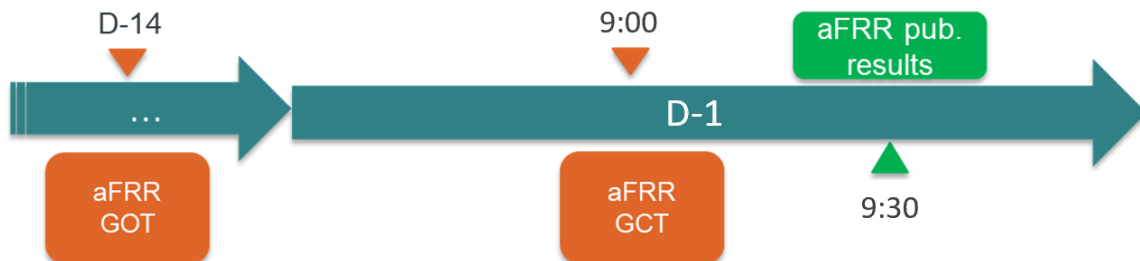 D-14
9:00
aFRR pub.
results
...
D-1
aFRR
GOT
aFRR
GCT
9:30